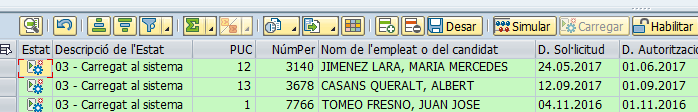 Desar Simular Carregar Habilitar
Estat Descripció de l'Estat PUC NúmPer Nom de l'empleat o del candidat D. Sol·licitud D. Autoritzacio
03 - Carregat al sistema 12 3140 JIMENEZ LARA, MARIA MERCEDES 24.05.2017 01.06.2017
03 - Carregat al sistema 13 3678 CASANS QUERALT, ALBERT 12.09.2017 01.09.2017
03 - Carregat al sistema 1 7766 TOMEO FRESNO, JUAN JOSE 04.11.2016 01.11.2016